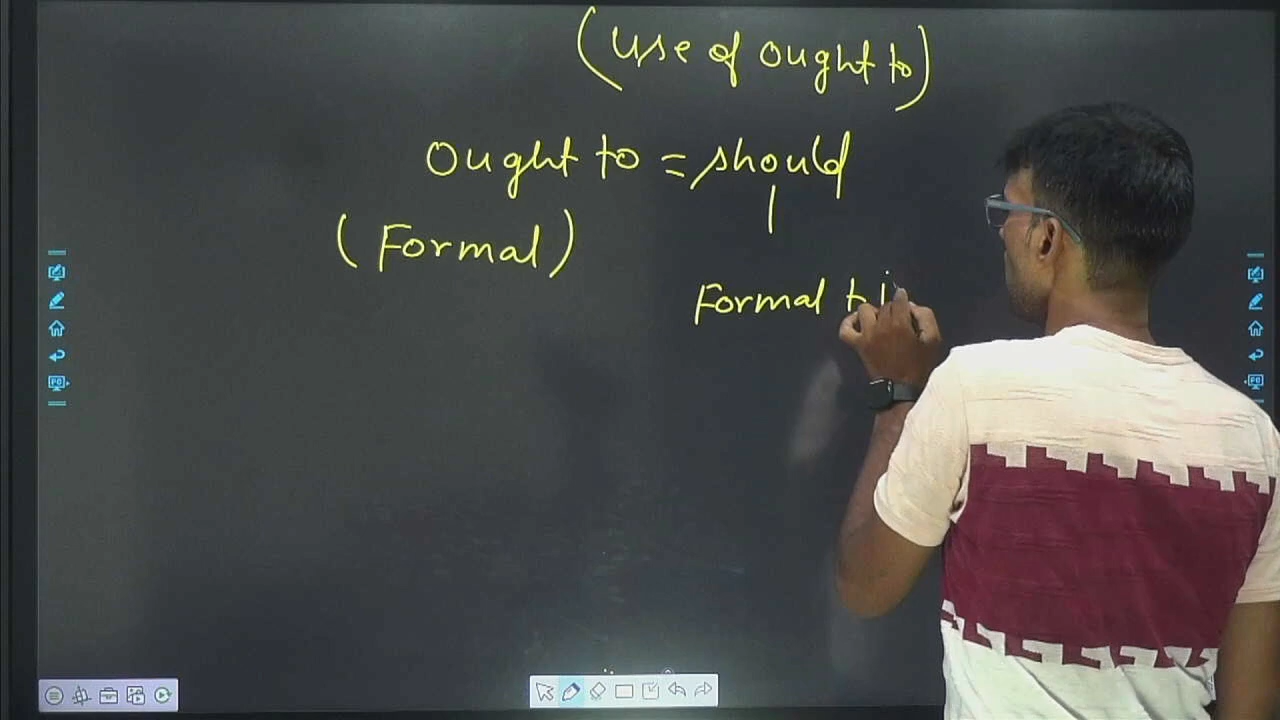 (use of ought to)
Ought to = should
(Formal)
Formal + i